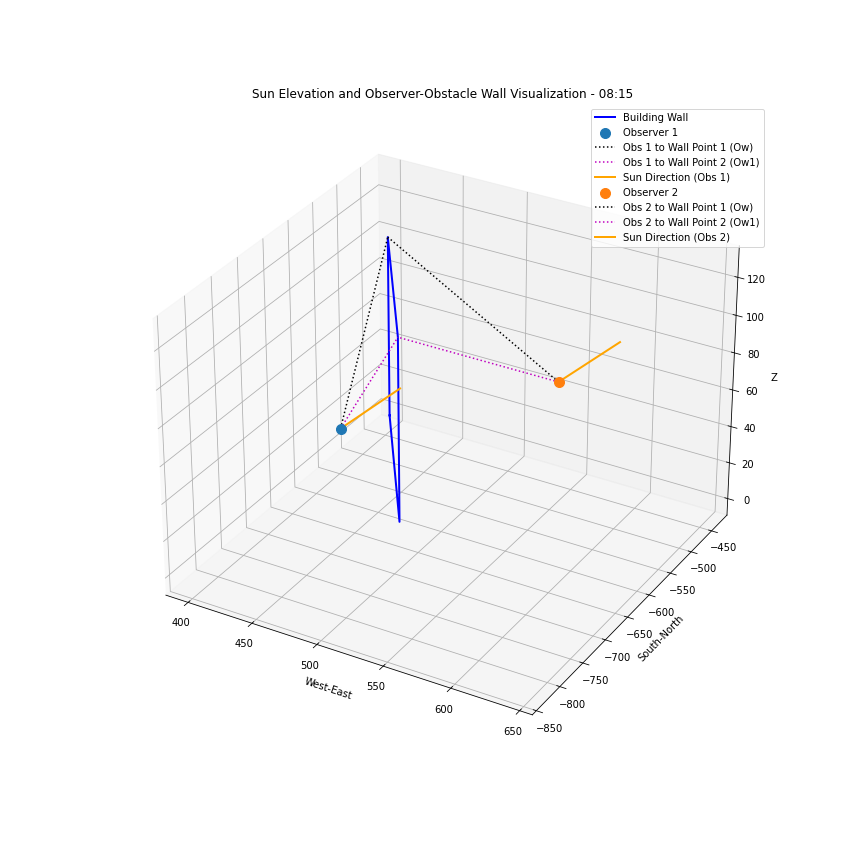 Sun Elevation and Observer-Obstacle Wall Visualization - 08:15
Building Wall
Observer 1
Obs 1 to Wall Point 1 (Ow)
Obs 1 to Wall Point 2 (Ow1)
Sun Direction (Obs 1)
Observer 2
Obs 2 to Wall Point 1 (Ow)
Obs 2 to Wall Point 2 (Ow1)
Sun Direction (Obs 2)
120
100
80
60
40
20
0
Z
−450
−500
−550
−600
−650
−700
−750
−800
−850
South-North
400
450
500
550
600
650
West-East